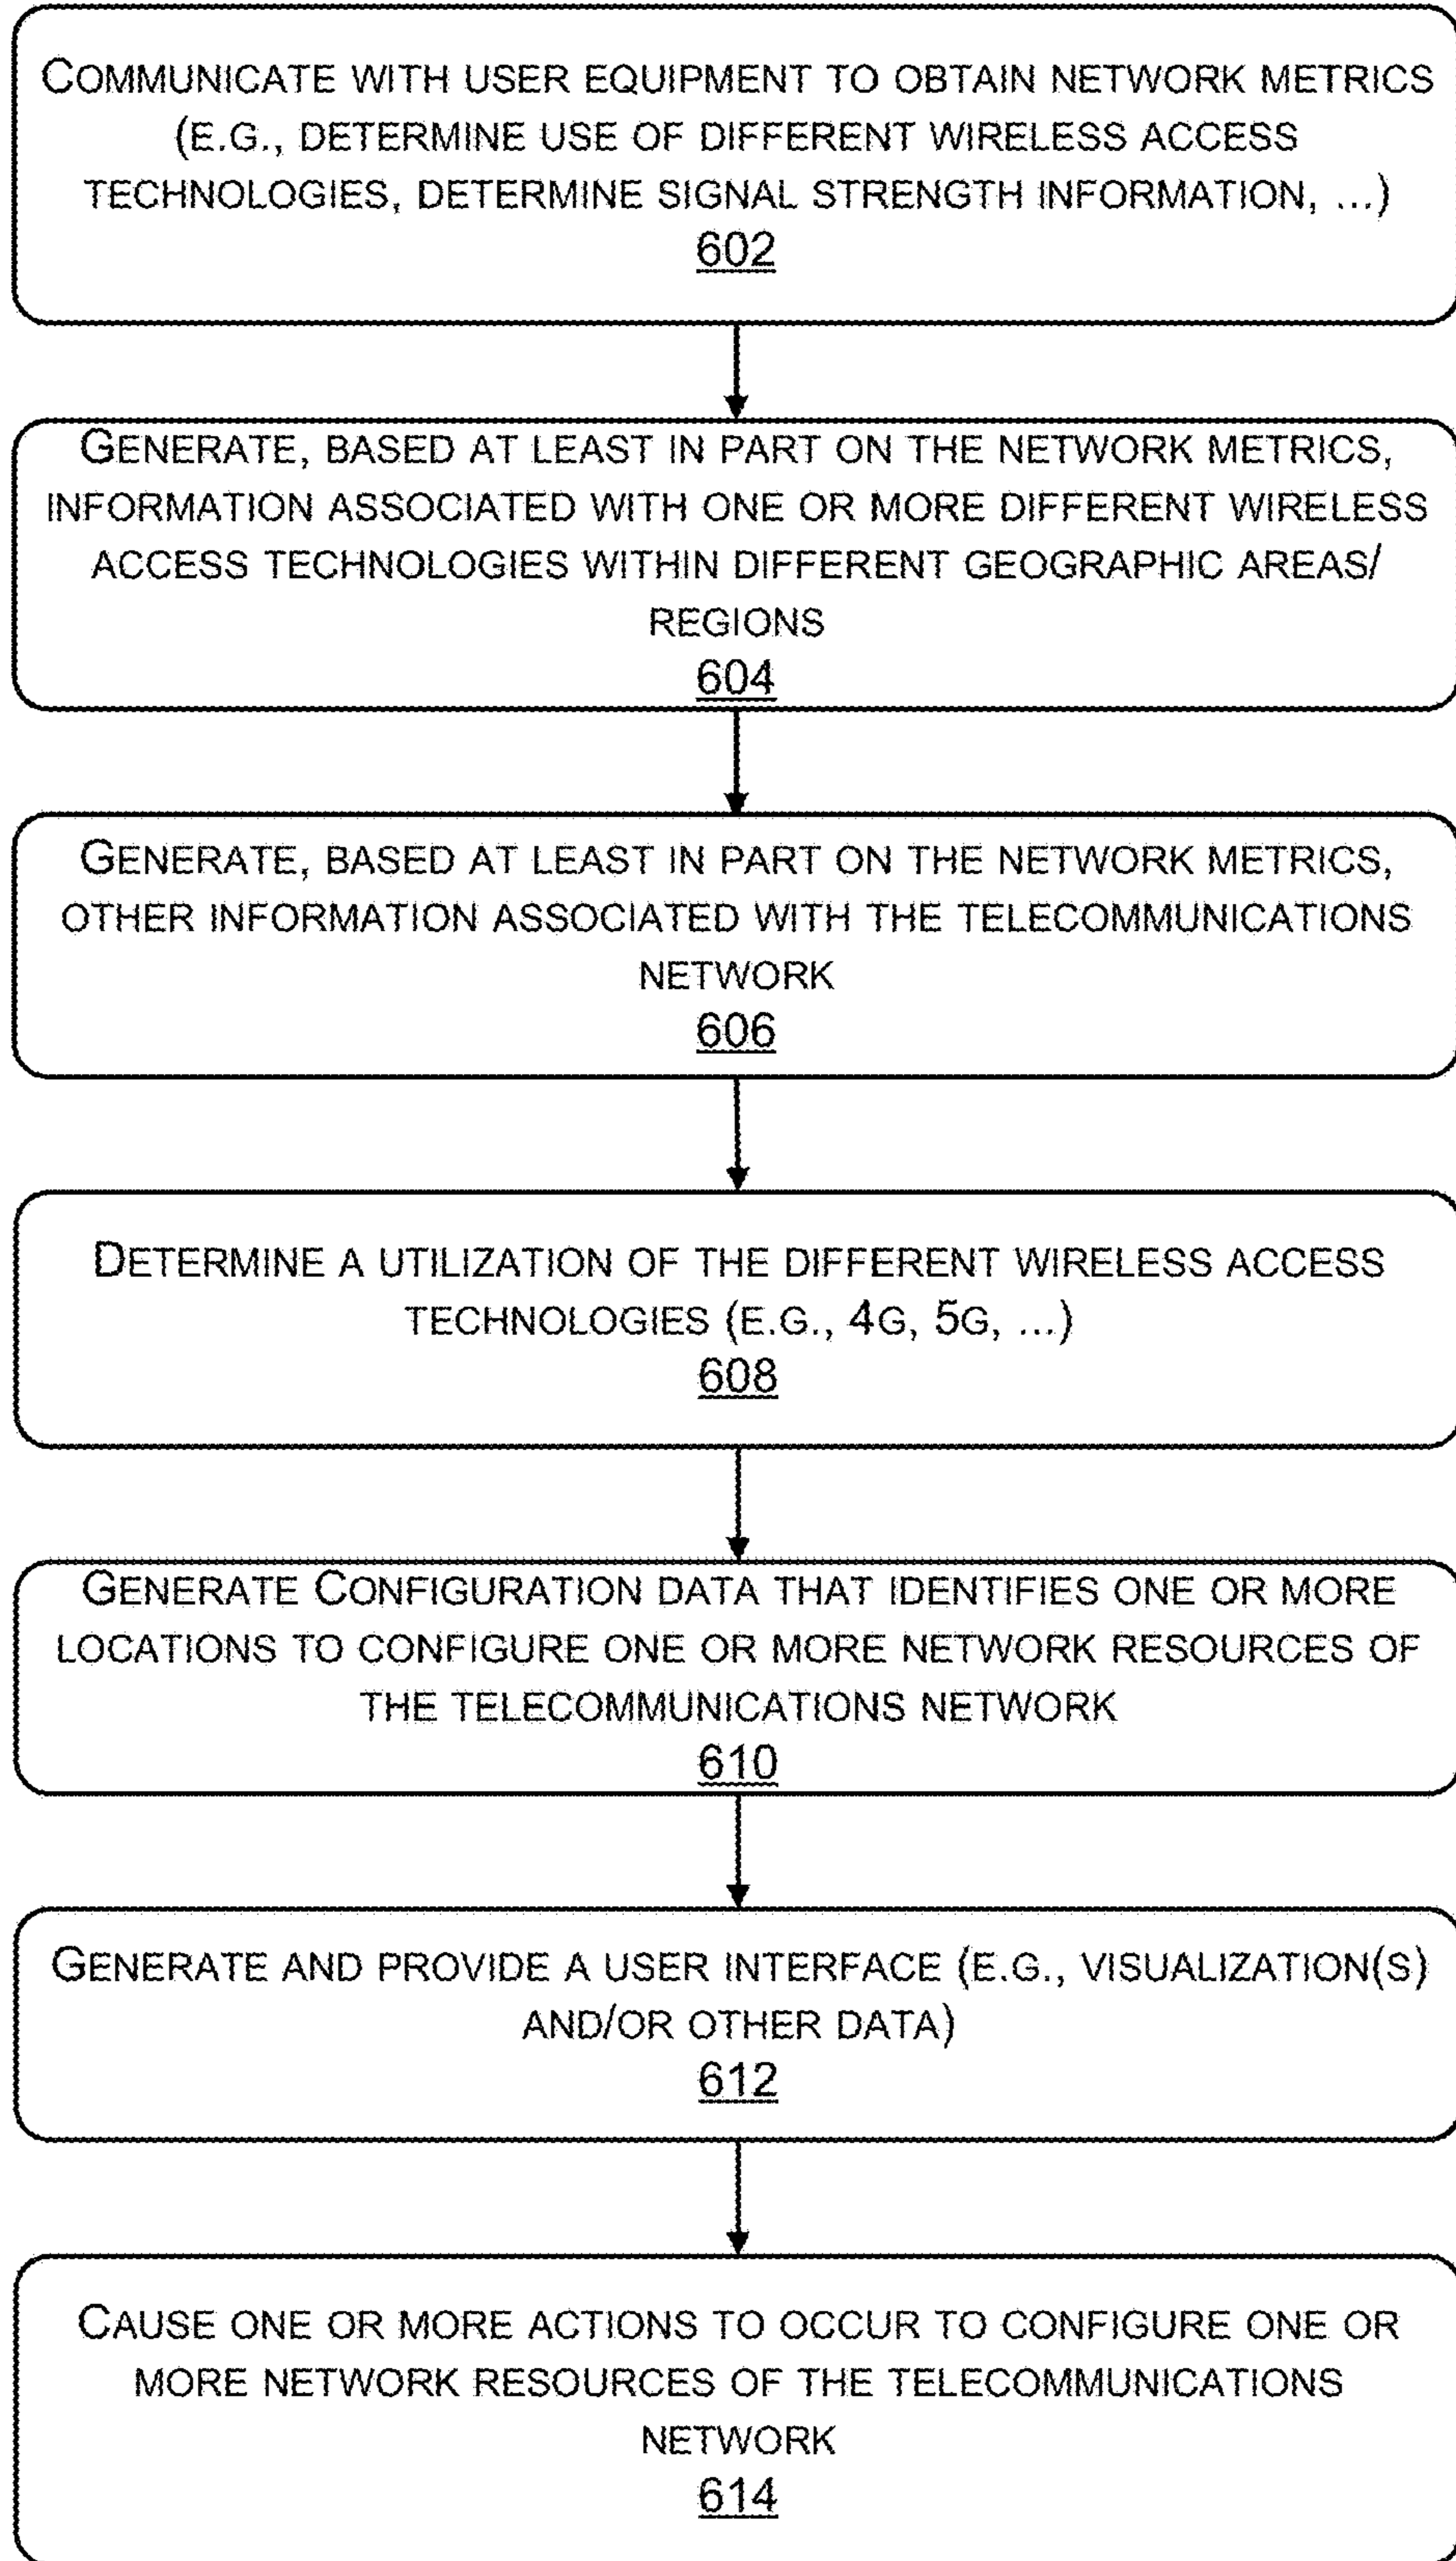 COMMUNICATE WITH USER EQUIPMENT TO OBTAIN NETWORK METRICS
(E.G., DETERMINE USE OF DIFFERENT WIRELESS ACCESS
TECHNOLOGIES, DETERMINE SIGNAL STRENGTH INFORMATION, ...)
602
GENERATE, BASED AT LEAST IN PART ON THE NETWORK METRICS,
INFORMATION ASSOCIATED WITH ONE OR MORE DIFFERENT WIRELESS
ACCESS TECHNOLOGIES WITHIN DIFFERENT GEOGRAPHIC AREAS/
REGIONS
604
GENERATE, BASED AT LEAST IN PART ON THE NETWORK METRICS,
OTHER INFORMATION ASSOCIATED WITH THE TELECOMMUNICATIONS
NETWORK
606
DETERMINE A UTILIZATION OF THE DIFFERENT WIRELESS ACCESS
TECHNOLOGIES (E.G., 4G, 5G, ...)
608
GENERATE CONFIGURATION DATA THAT IDENTIFIES ONE OR MORE
LOCATIONS TO CONFIGURE ONE OR MORE NETWORK RESOURCES OF
THE TELECOMMUNICATIONS NETWORK
610
GENERATE AND PROVIDE A USER INTERFACE (E.G., VISUALIZATION(S)
AND/OR OTHER DATA)
612
CAUSE ONE OR MORE ACTIONS TO OCCUR TO CONFIGURE ONE OR
MORE NETWORK RESOURCES OF THE TELECOMMUNICATIONS
NETWORK
614